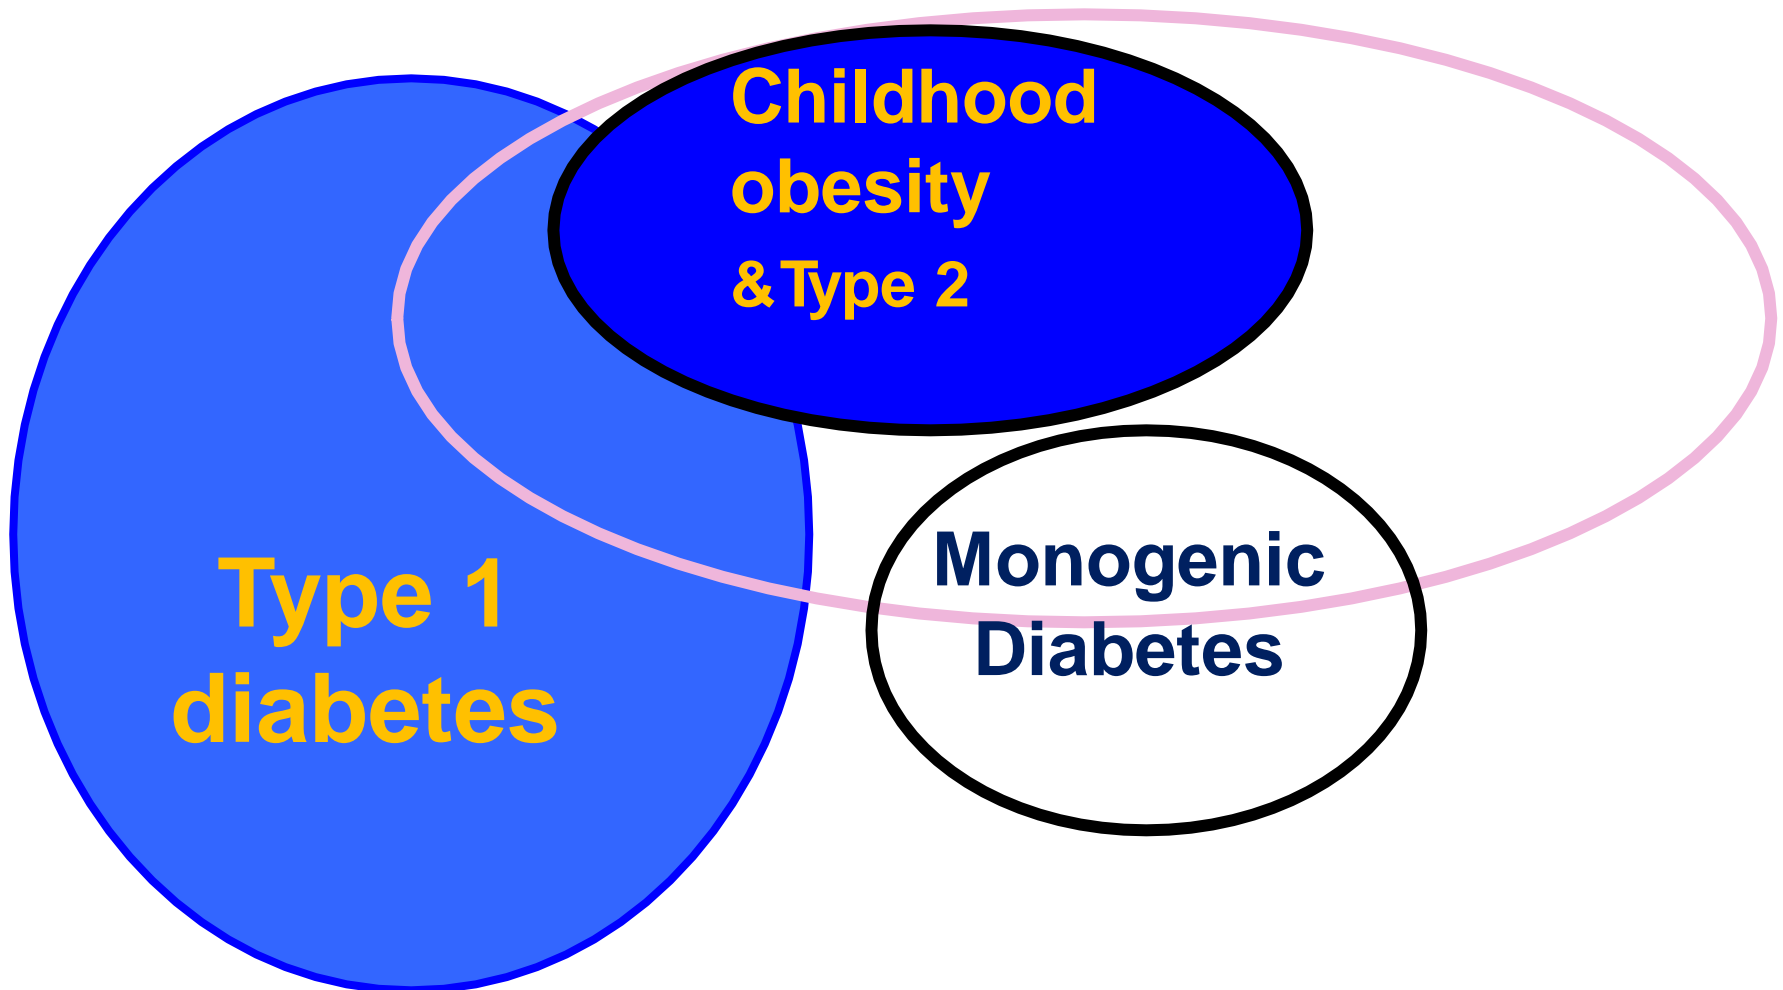 Childhood
obesity
& Type 2
Type 1
diabetes
Monogenic
Diabetes